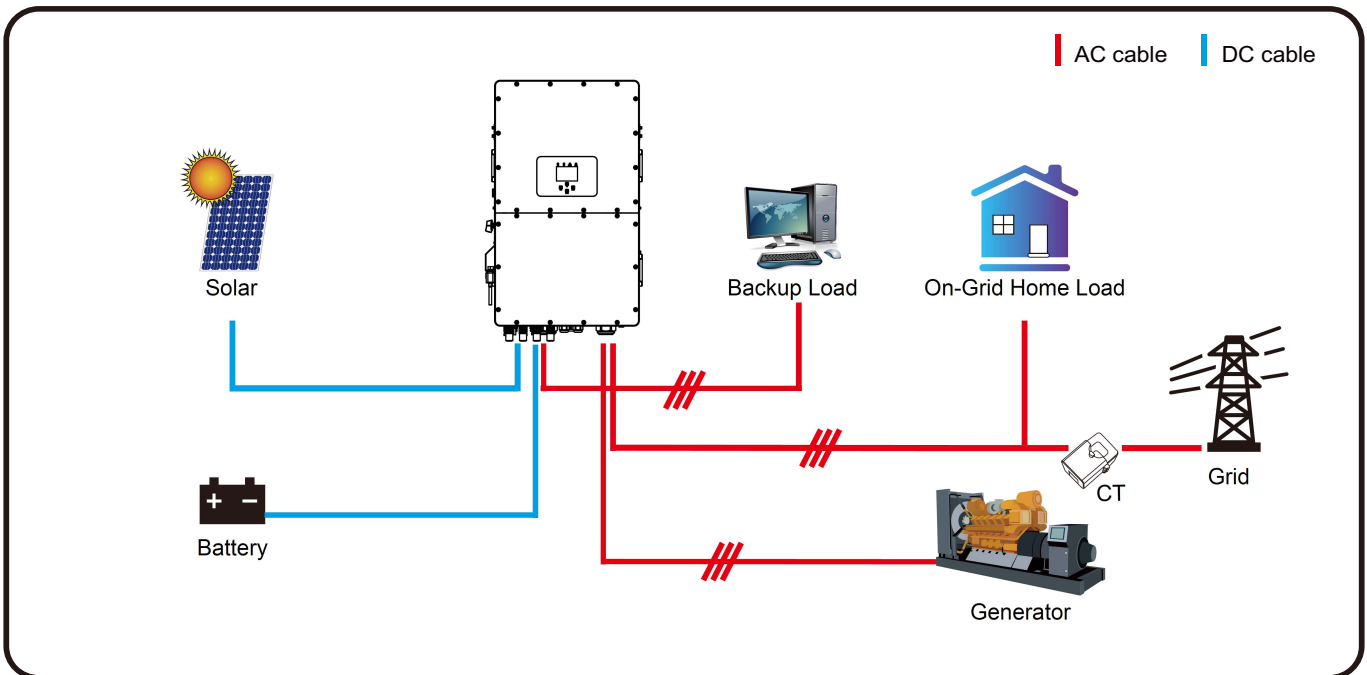 AC cable
DC cable
Solar
Backup Load
On-Grid Home Load
CT
Grid
+ −
Battery
Generator